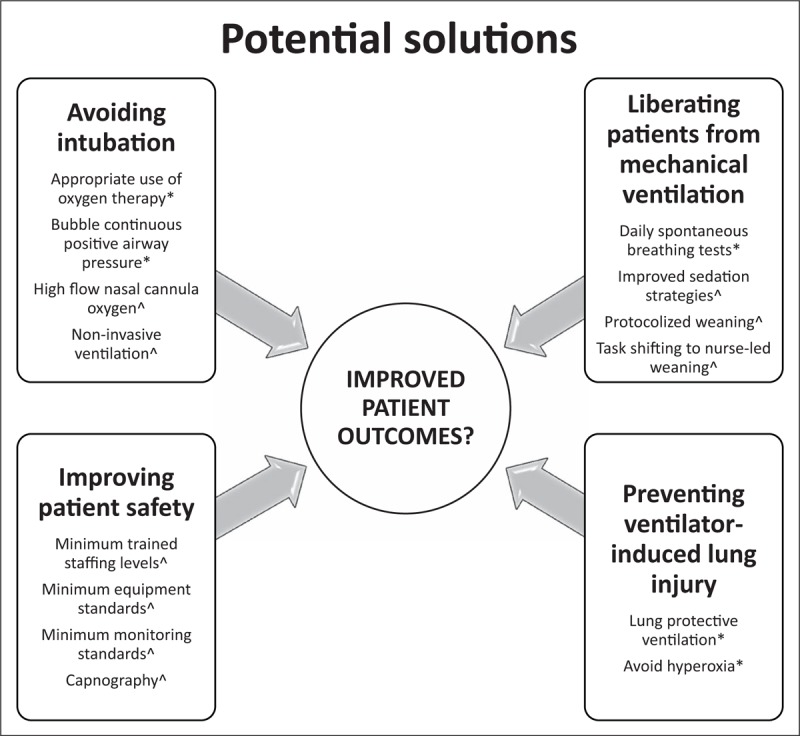 Potential solutions
Avoiding
intubation
Appropriate use of
oxygen therapy*
Bubble continuous
positive airway
pressure*
High flow nasal cannula
oxygen^
Non-invasive
ventilation^
Liberating
patients from
mechanical
ventilation
Daily spontaneous
breathing tests*
Improved sedation
strategies^
Protocolized weaning^
Task shifting to nurse-led
weaning^
IMPROVED
PATIENT
OUTCOMES?
Improving
patient safety
Minimum trained
staffing levels^
Minimum equipment
standards^
Minimum monitoring
standards^
Capnography^
Preventing
ventilator-
induced lung
injury
Lung protective
ventilation*
Avoid hyperoxia*